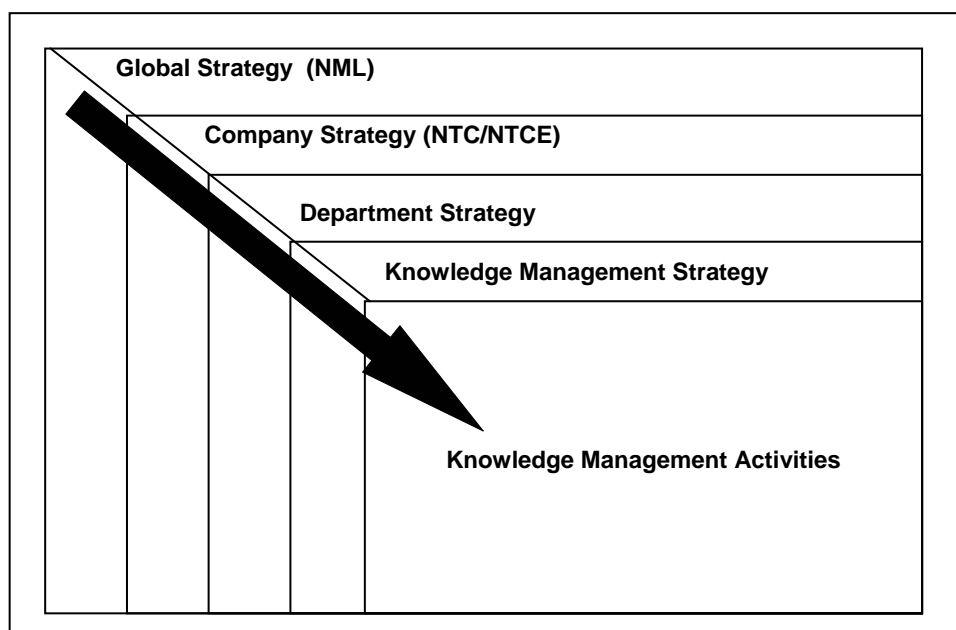 Global Strategy  (NML)
Company Strategy (NTC/NTCE)
Department Strategy
Knowledge Management Strategy
Knowledge Management Activities